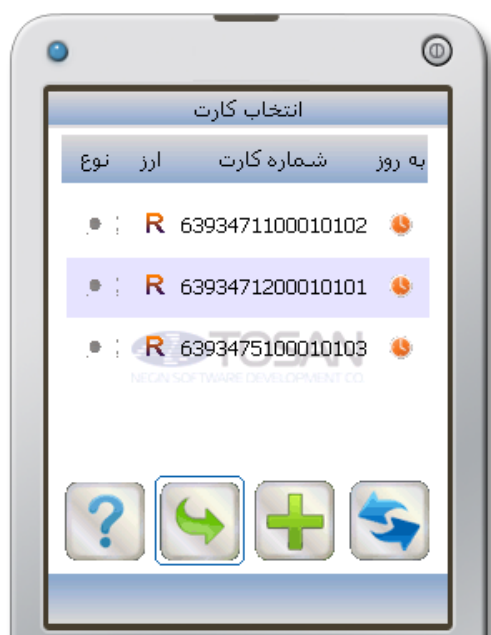 انتخاب کارت
به روز شماره کارت ارز نوع
6393471100010102 R
6393471200010101 R
6393475100010103 R
TOSAN
NEGIN SOFTWARE DEVELOPMENT CO.
?